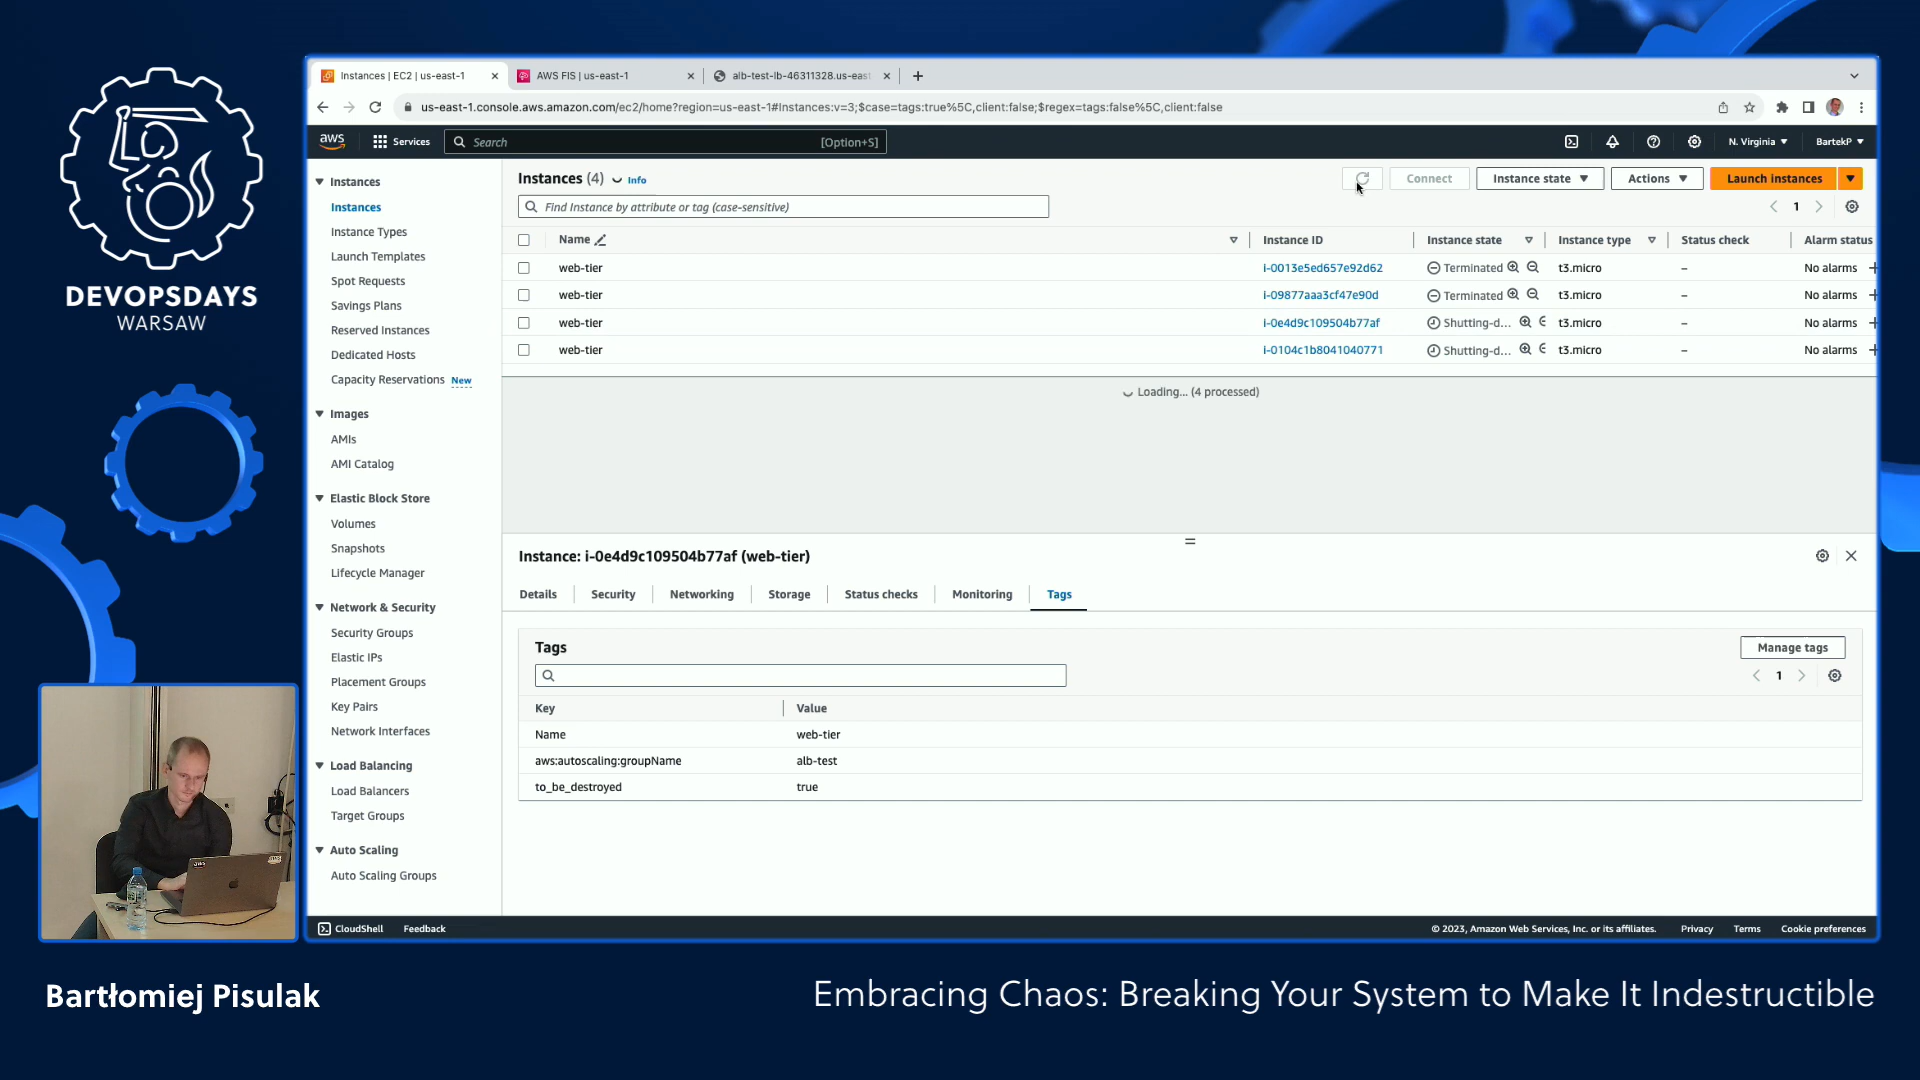 DEVOPSDAYS
WARSAW
Instances | EC2 | us-east-1
AWS FIS | us-east-1
alb-test-lb-46311328.us-east
us-east-1.console.aws.amazon.com/ec2/home?region=us-east-1#Instances:v=3;$case=tags:true%5C,client:false;$regex=tags:false%5C,client:false
aws
Services
Search
[Option+S]
N. Virginia
BartekP
Instances
Instances
Instance Types
Launch Templates
Spot Requests
Savings Plans
Reserved Instances
Dedicated Hosts
Capacity Reservations New
Images
AMIs
AMI Catalog
Elastic Block Store
Volumes
Snapshots
Lifecycle Manager
Network & Security
Security Groups
Elastic IPs
Placement Groups
Key Pairs
Network Interfaces
Load Balancing
Load Balancers
Target Groups
Auto Scaling
Auto Scaling Groups
Instances (4) Info
Connect
Instance state
Actions
Launch instances
Find Instance by attribute or tag (case-sensitive)
1
Name Instance ID Instance state Instance type Status check Alarm status
web-tier i-0013e5ed657e92d62 Terminated t3.micro – No alarms
web-tier i-09877aaa3cf47e90d Terminated t3.micro – No alarms
web-tier i-0e4d9c109504b77af Shutting-d... t3.micro – No alarms
web-tier i-0104c1b8041040771 Shutting-d... t3.micro – No alarms
Loading... (4 processed)
Instance: i-0e4d9c109504b77af (web-tier)
Details Security Networking Storage Status checks Monitoring Tags
Tags
Manage tags
1
Key Value
Name web-tier
aws:autoscaling:groupName alb-test
to_be_destroyed true
CloudShell Feedback
© 2023, Amazon Web Services, Inc. or its affiliates. Privacy Terms Cookie preferences
Bartłomiej Pisulak
Embracing Chaos: Breaking Your System to Make It Indestructible